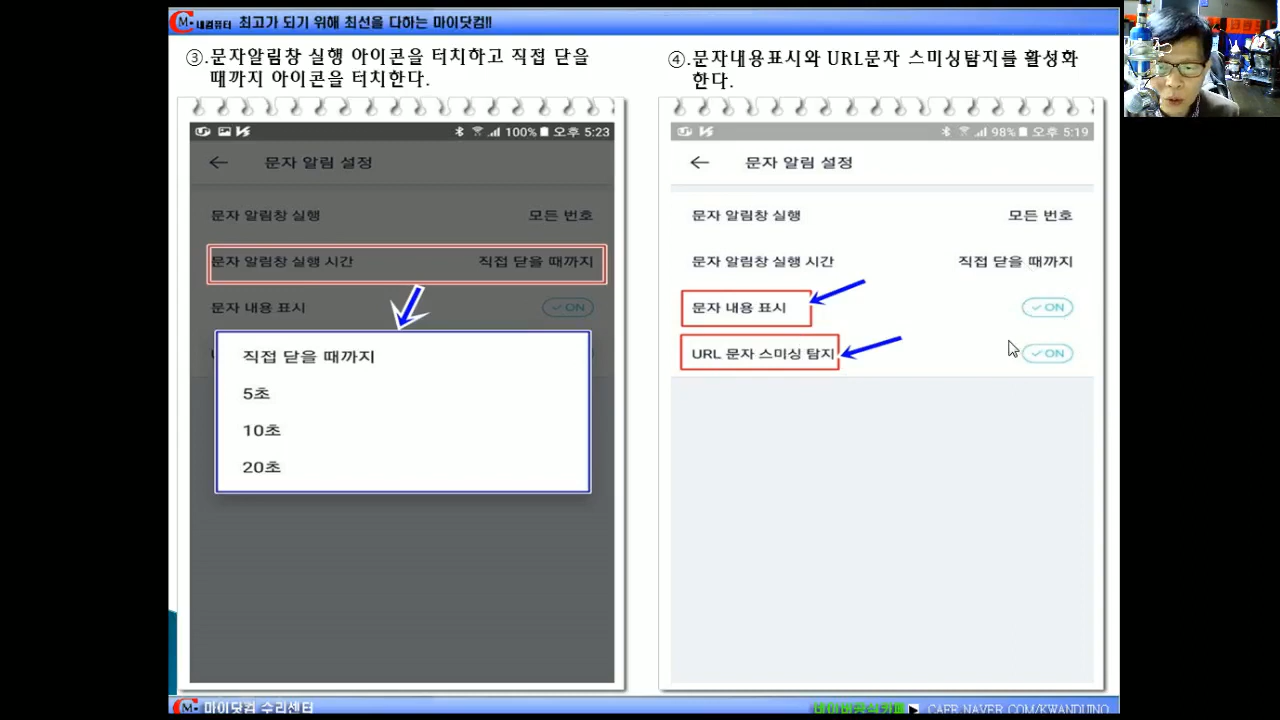 내컴퓨터 최고가 되기 위해 최선을 다하는 마이닷컴!!
③.문자알림창 실행 아이콘을 터치하고 직접 닫을
때까지 아이콘을 터치한다.
100% 오후 5:23
문자 알림 설정
문자 알림창 실행 모든 번호
문자 알림창 실행 시간 직접 닫을 때까지
문자 내용 표시 ON
직접 닫을 때까지
5초
10초
20초
④.문자내용표시와 URL문자 스미싱탐지를 활성화
한다.
98% 오후 5:19
문자 알림 설정
문자 알림창 실행 모든 번호
문자 알림창 실행 시간 직접 닫을 때까지
문자 내용 표시 ON
URL 문자 스미싱 탐지 ON
마이닷컴 수리센터
네이버공식카페 ▶ CAFE.NAVER.COM/KWANDUINO